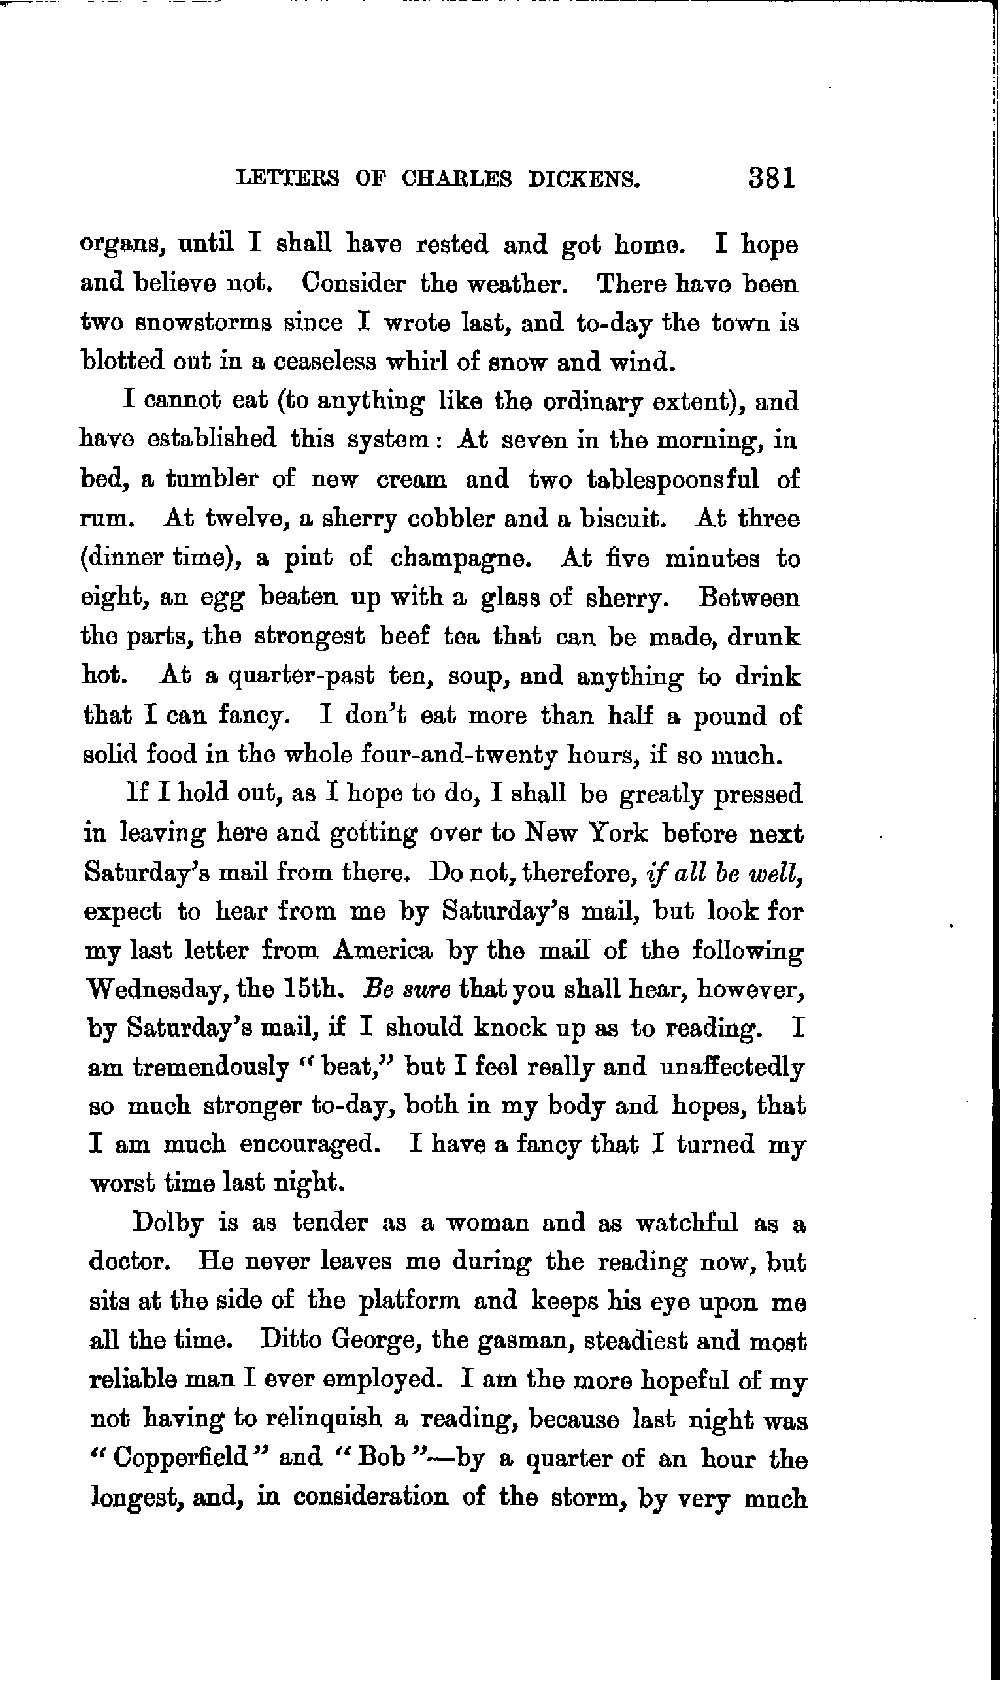 LETTERS OF CHARLES DICKENS. 381
organs, until I shall have rested and got home. I hope
and believe not. Consider the weather. There have been
two snowstorms since I wrote last, and to-day the town is
blotted out in a ceaseless whirl of snow and wind.
I cannot eat (to anything like the ordinary extent), and
have established this system: At seven in the morning, in
bed, a tumbler of new cream and two tablespoonsful of
rum. At twelve, a sherry cobbler and a biscuit. At three
(dinner time), a pint of champagne. At five minutes to
eight, an egg beaten up with a glass of sherry. Between
the parts, the strongest beef tea that can be made, drunk
hot. At a quarter-past ten, soup, and anything to drink
that I can fancy. I don't eat more than half a pound of
solid food in the whole four-and-twenty hours, if so much.
If I hold out, as I hope to do, I shall be greatly pressed
in leaving here and getting over to New York before next
Saturday's mail from there. Do not, therefore, if all be well,
expect to hear from me by Saturday's mail, but look for
my last letter from America by the mail of the following
Wednesday, the 15th. Be sure that you shall hear, however,
by Saturday's mail, if I should knock up as to reading. I
am tremendously "beat," but I feel really and unaffectedly
so much stronger to-day, both in my body and hopes, that
I am much encouraged. I have a fancy that I turned my
worst time last night.
Dolby is as tender as a woman and as watchful as a
doctor. He never leaves me during the reading now, but
sits at the side of the platform and keeps his eye upon me
all the time. Ditto George, the gasman, steadiest and most
reliable man I ever employed. I am the more hopeful of my
not having to relinquish a reading, because last night was
"Copperfield" and "Bob"—by a quarter of an hour the
longest, and, in consideration of the storm, by very much